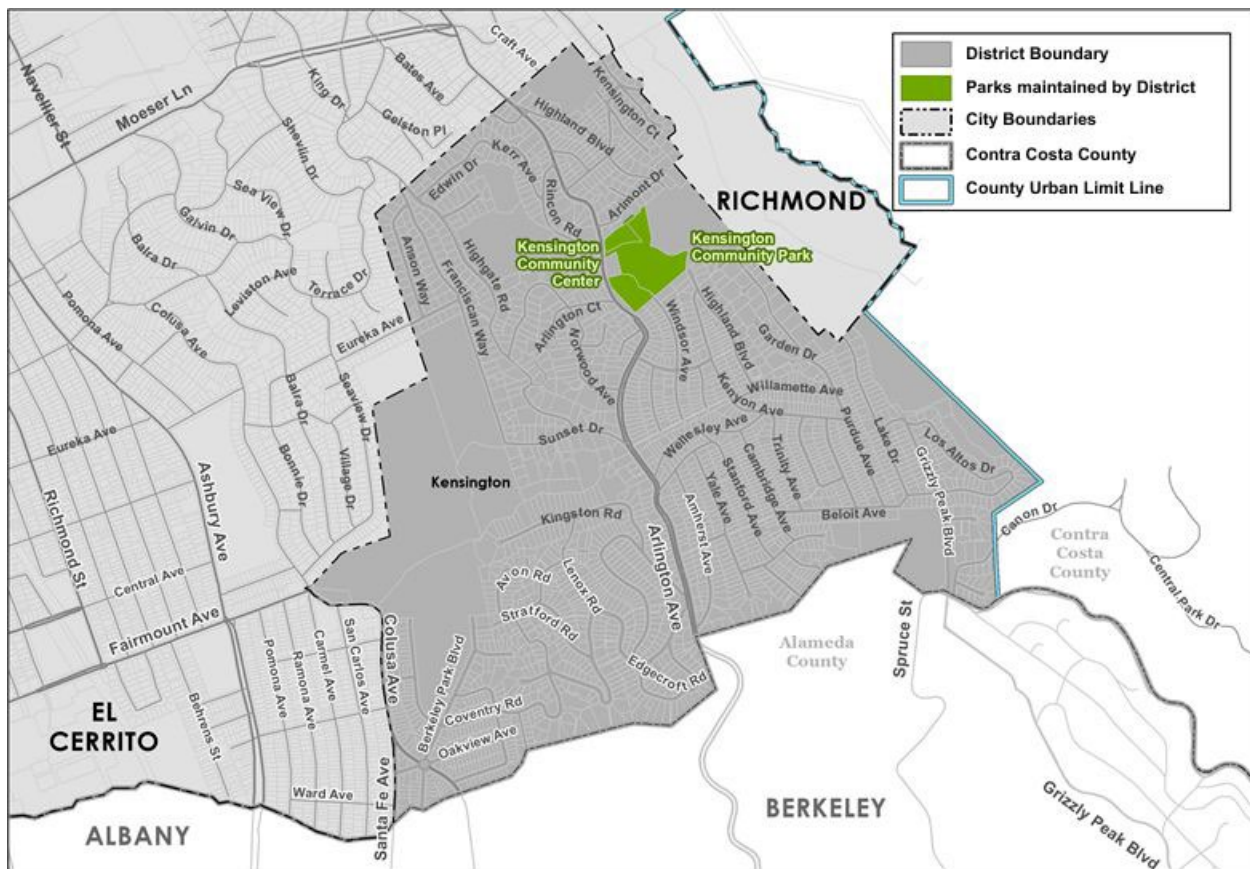 District Boundary
Parks maintained by District
City Boundaries
Contra Costa County
County Urban Limit Line
Craft Ave
Navellier St
Moeser Ln
King Dr
Bates Ave
Kensington Ct
Highland Blvd
Gelston Pl
Shevlin Dr
Kerr Ave
Edwin Dr
Rincon Rd
Arlmont Dr
RICHMOND
Sea View Dr
Galvin Dr
Balra Dr
Leviston Ave
Terrace Dr
Anson Way
Highgate Rd
Franciscan Way
Kensington
Community
Center
Kensington
Community Park
Pomona Ave
Colusa Ave
Eureka Ave
Arlington Ct
Norwood Ave
Windsor Ave
Highland Blvd
Garden Dr
Willamette Ave
Kenyon Ave
Balra Dr
Seaview Dr
Eureka Ave
Bonnie Dr
Village Dr
Sunset Dr
Wellesley Ave
Purdue Ave
Lake Dr
Los Altos Dr
Trinity Ave
Cambridge Ave
Stanford Ave
Yale Ave
Grizzly Peak Blvd
Kensington
Ashbury Ave
Richmond St
Kingston Rd
Amherst Ave
Beloit Ave
Canon Dr
Contra
Costa
County
Central Park Dr
Central Ave
Fairmount Ave
Avon Rd
Lenox Rd
Stratford Rd
Arlington Ave
Edgecroft Rd
Alameda
County
Spruce St
Pomona Ave
Ramona Ave
Carmel Ave
San Carlos Ave
Colusa Ave
Berkeley Park Blvd
Coventry Rd
Oakview Ave
Behrens St
EL
CERRITO
Ward Ave
Santa Fe Ave
ALBANY
BERKELEY
Grizzly Peak Blvd